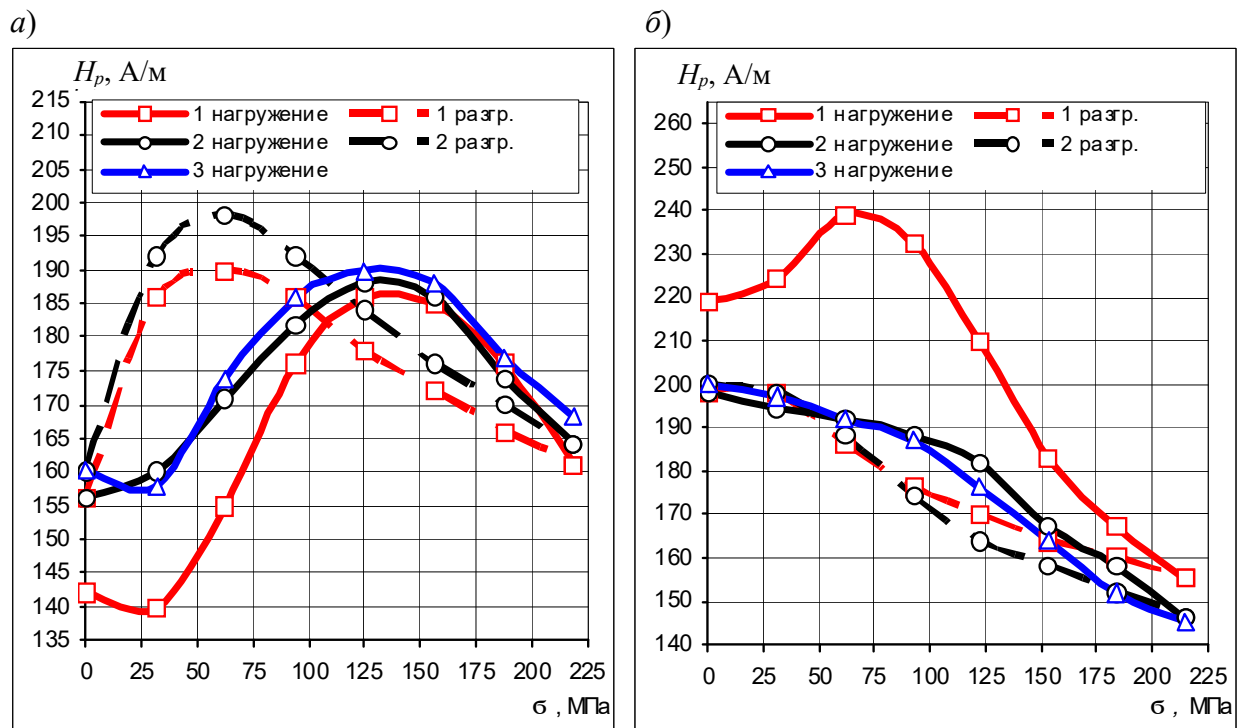 а)
Hр, А/м
215
210
205
200
195
190
185
180
175
170
165
160
155
150
145
140
135
1 нагружение
1 разгр.
2 нагружение
2 разгр.
3 нагружение
0 25 50 75 100 125 150 175 200 225
σ , МПа
б)
Hр, А/м
260
250
240
230
220
210
200
190
180
170
160
150
140
1 нагружение
1 разгр.
2 нагружение
2 разгр.
3 нагружение
0 25 50 75 100 125 150 175 200 225
σ , МПа